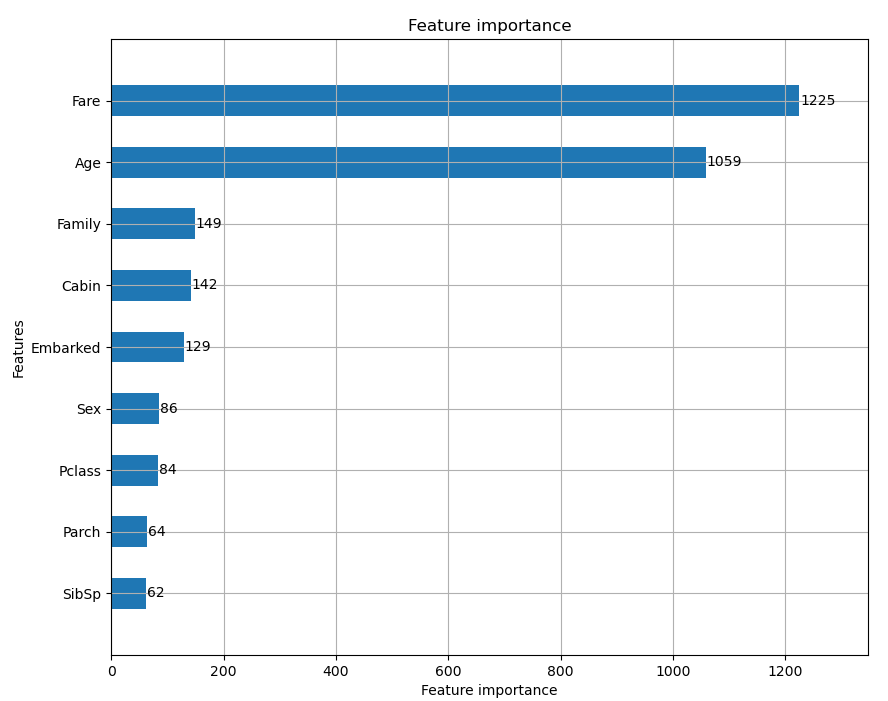 Feature importance
Fare 1225
Age 1059
Family 149
Cabin 142
Embarked 129
Sex 86
Pclass 84
Parch 64
SibSp 62
Features
0 200 400 600 800 1000 1200
Feature importance